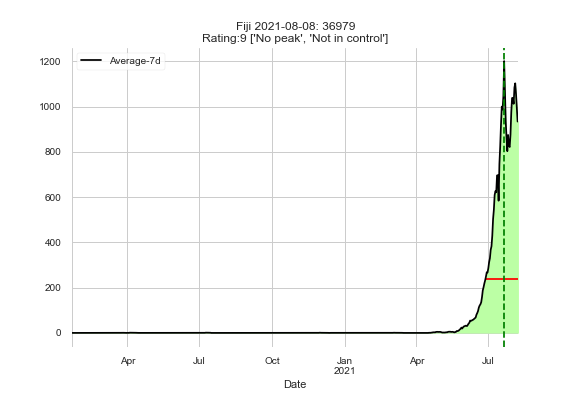 Fiji 2021-08-08: 36979
Rating:9 ['No peak', 'Not in control']
Average-7d
1200
1000
800
600
400
200
0
Apr
Jul
Oct
Jan
2021
Apr
Jul
Date